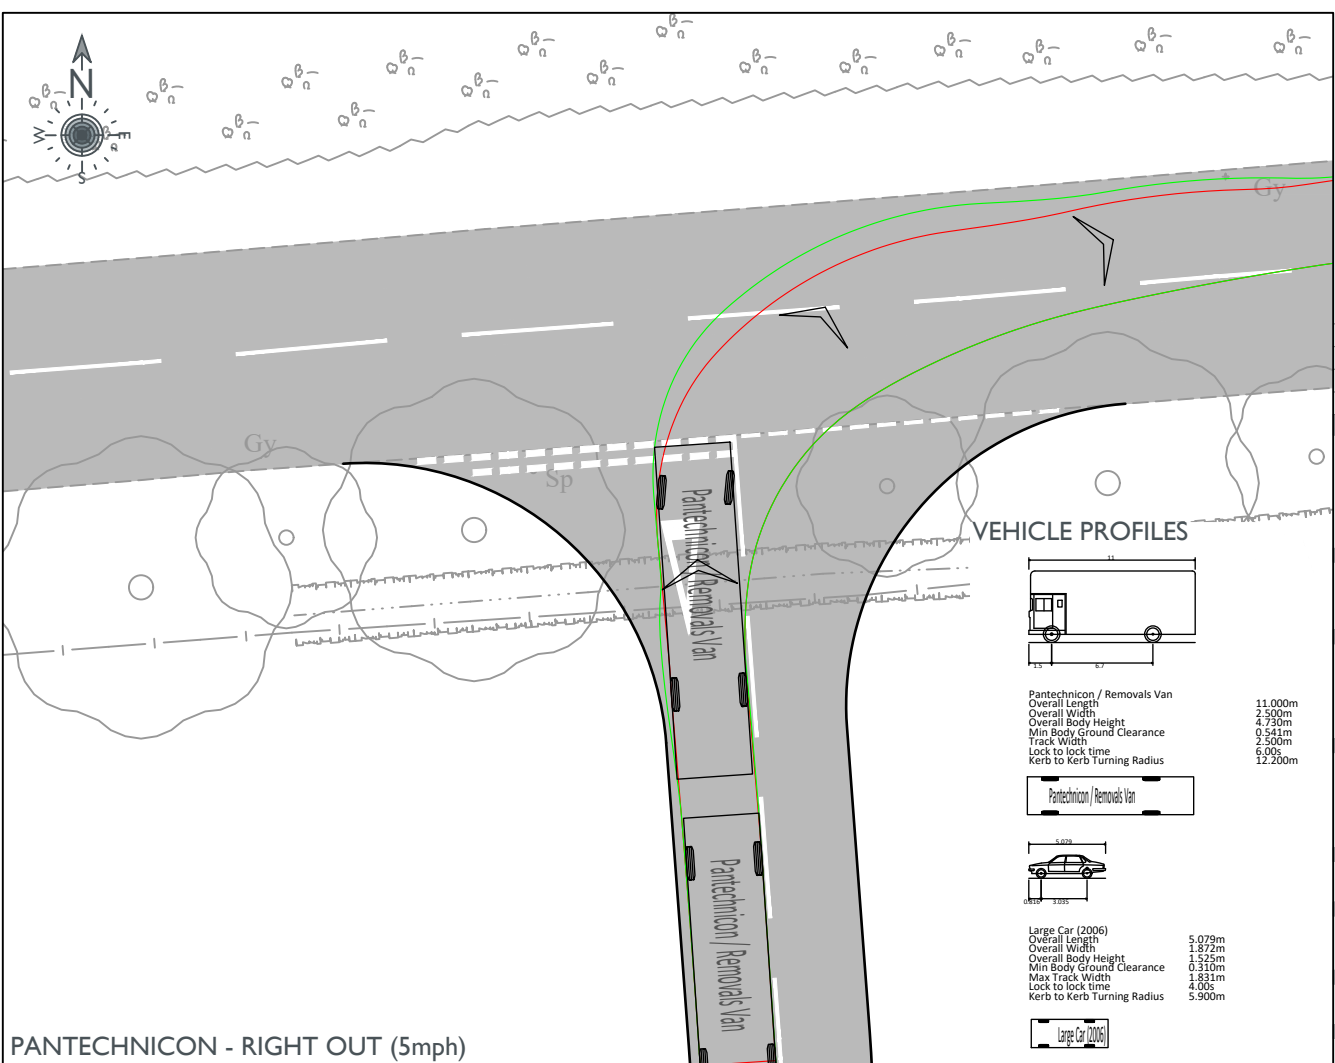 N
W
E
S
Gy
Gy
Sp
Pantechnicon / Removals Van
Pantechnicon / Removals Van
VEHICLE PROFILES
11
1.5
6.7
Pantechnicon / Removals Van
Overall Length 11.000m
Overall Width 2.500m
Overall Body Height 4.730m
Min Body Ground Clearance 0.541m
Track Width 2.500m
Lock to lock time 6.00s
Kerb to Kerb Turning Radius 12.200m
Pantechnicon / Removals Van
5.079
0.816
3.035
Large Car (2006)
Overall Length 5.079m
Overall Width 1.872m
Overall Body Height 1.525m
Min Body Ground Clearance 0.310m
Max Track Width 1.831m
Lock to lock time 4.00s
Kerb to Kerb Turning Radius 5.900m
Large Car (2006)
PANTECHNICON - RIGHT OUT (5mph)